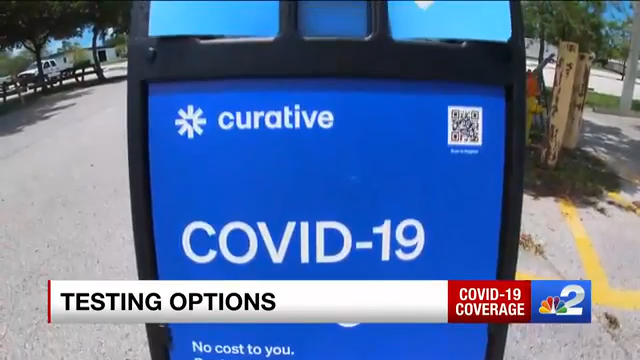 curative
COVID-19
TESTING OPTIONS
COVID-19
COVERAGE
2
No cost to you.